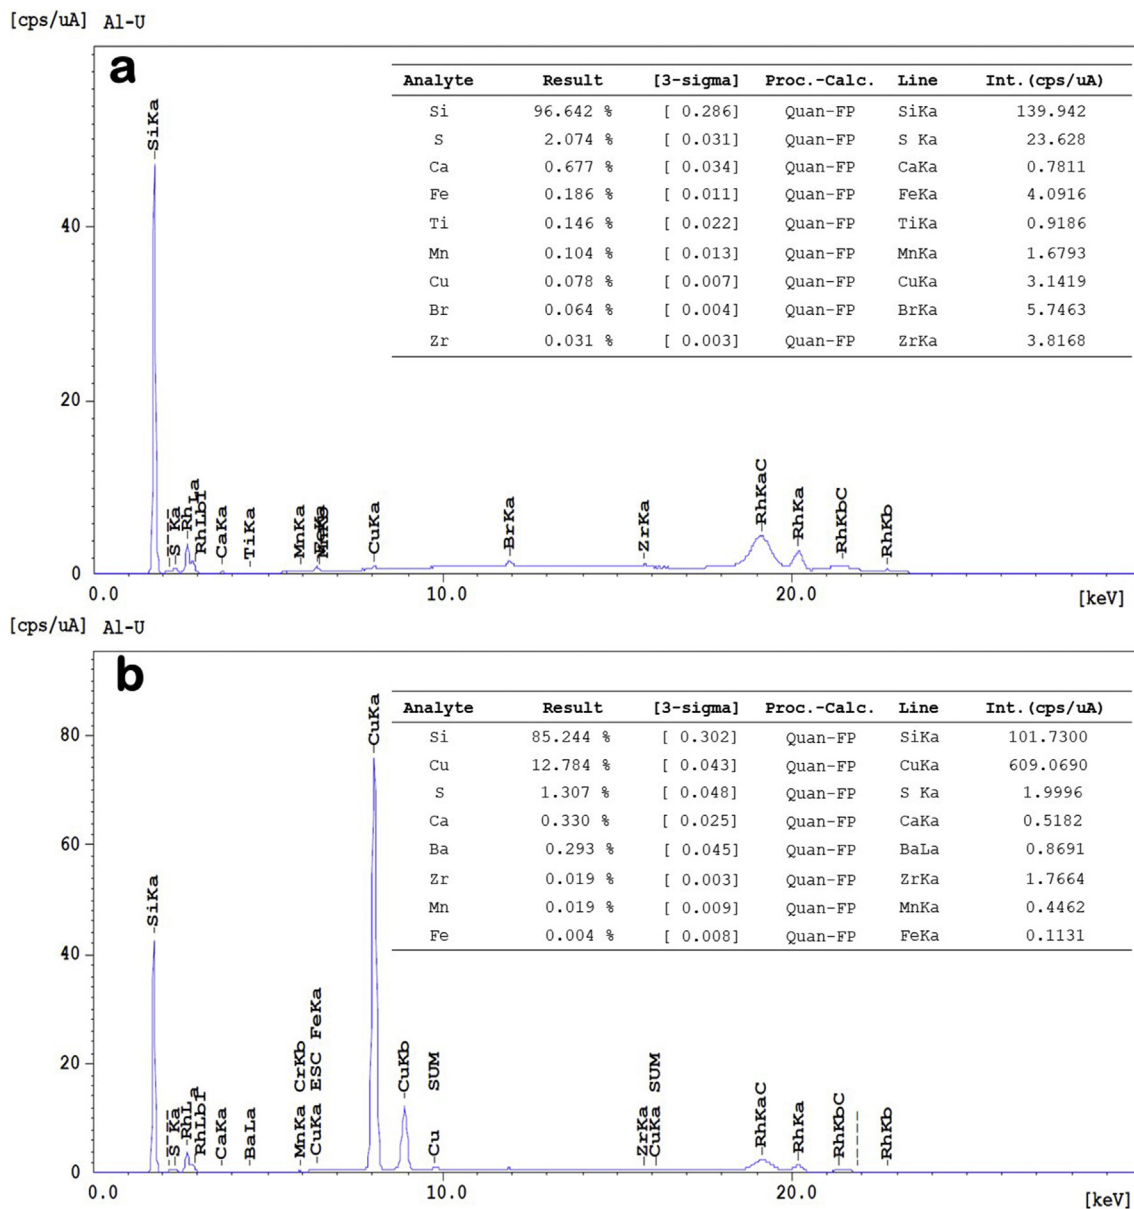 [cps/uA] Al-U
a
Analyte Result [3-sigma] Proc.-Calc. Line Int.(cps/uA)
Si 96.642 % [ 0.286] Quan-FP SiKa 139.942
S 2.074 % [ 0.031] Quan-FP S Ka 23.628
Ca 0.677 % [ 0.034] Quan-FP CaKa 0.7811
Fe 0.186 % [ 0.011] Quan-FP FeKa 4.0916
Ti 0.146 % [ 0.022] Quan-FP TiKa 0.9186
Mn 0.104 % [ 0.013] Quan-FP MnKa 1.6793
Cu 0.078 % [ 0.007] Quan-FP CuKa 3.1419
Br 0.064 % [ 0.004] Quan-FP BrKa 5.7463
Zr 0.031 % [ 0.003] Quan-FP ZrKa 3.8168
40
20
0
SiKa
S Ka
RhLa
RhLb1
CaKa
TiKa
MnKa
FeKa
MnKb
CuKa
BrKa
ZrKa
RhKaC
RhKa
RhKbC
RhKb
0.0 10.0 20.0
[keV]
[cps/uA] Al-U
b
Analyte Result [3-sigma] Proc.-Calc. Line Int.(cps/uA)
Si 85.244 % [ 0.302] Quan-FP SiKa 101.7300
Cu 12.784 % [ 0.043] Quan-FP CuKa 609.0690
S 1.307 % [ 0.048] Quan-FP S Ka 1.9996
Ca 0.330 % [ 0.025] Quan-FP CaKa 0.5182
Ba 0.293 % [ 0.045] Quan-FP BaLa 0.8691
Zr 0.019 % [ 0.003] Quan-FP ZrKa 1.7664
Mn 0.019 % [ 0.009] Quan-FP MnKa 0.4462
Fe 0.004 % [ 0.008] Quan-FP FeKa 0.1131
80
60
40
20
0
SiKa
S Ka
RhLa
RhLb1
CaKa
BaLa
MnKa CrKb
CuKa ESC FeKa
CuKa
CuKb
Cu SUM
ZrKa
CuKa SUM
RhKaC
RhKa
RhKbC
RhKb
0.0 10.0 20.0
[keV]